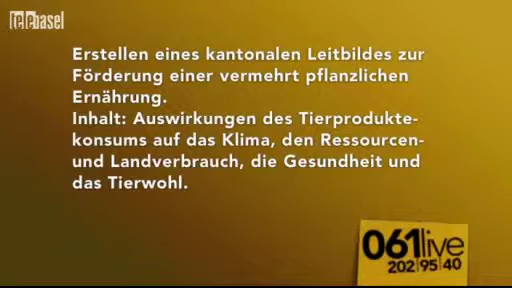 telebasel
Erstellen eines kantonalen Leitbildes zur
Förderung einer vermehrt pflanzlichen
Ernährung.
Inhalt: Auswirkungen des Tierprodukte-
konsums auf das Klima, den Ressourcen-
und Landverbrauch, die Gesundheit und
das Tierwohl.
061live
202|95|40